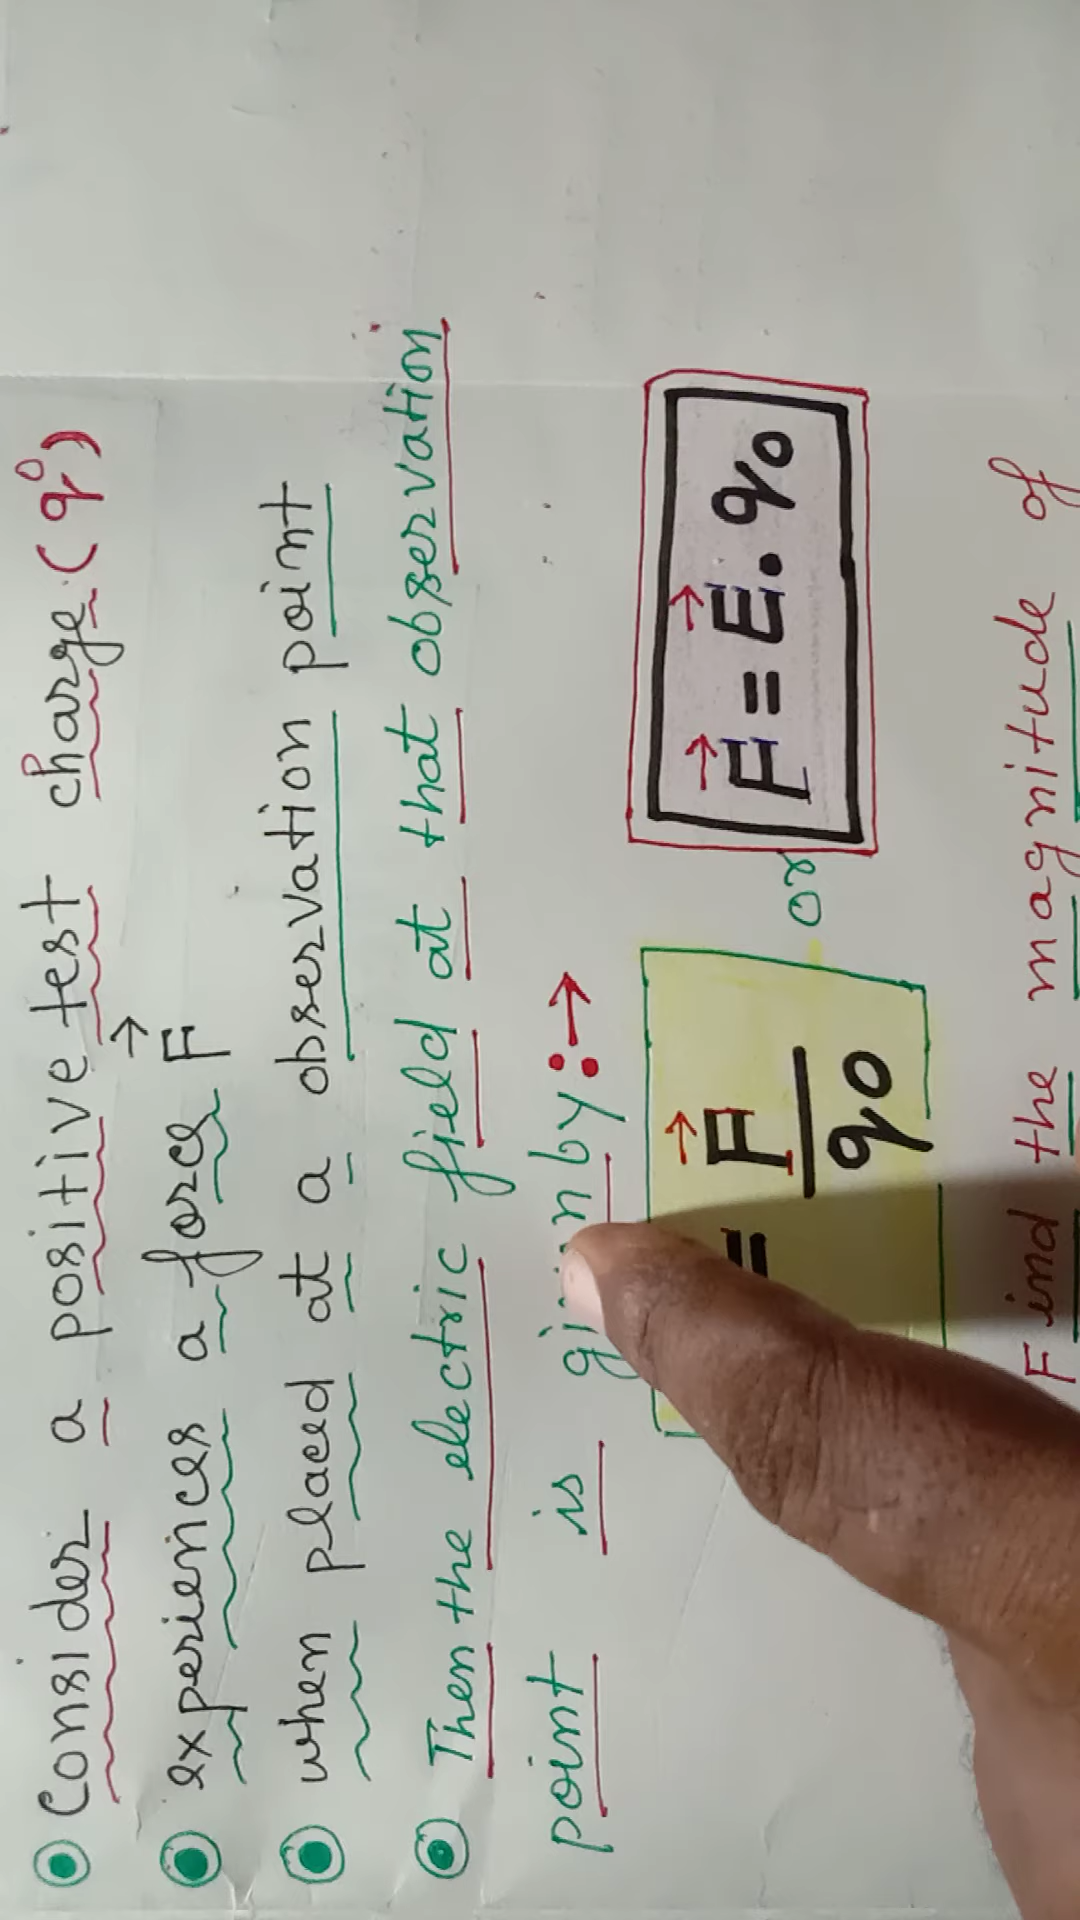 Consider a positive test charge (q0)
experiences a force F→
when placed at a observation point
Then the electric field at that observation
point is given by :→
= F→ / q0 or F→ = E→ . q0
Find the magnitude of